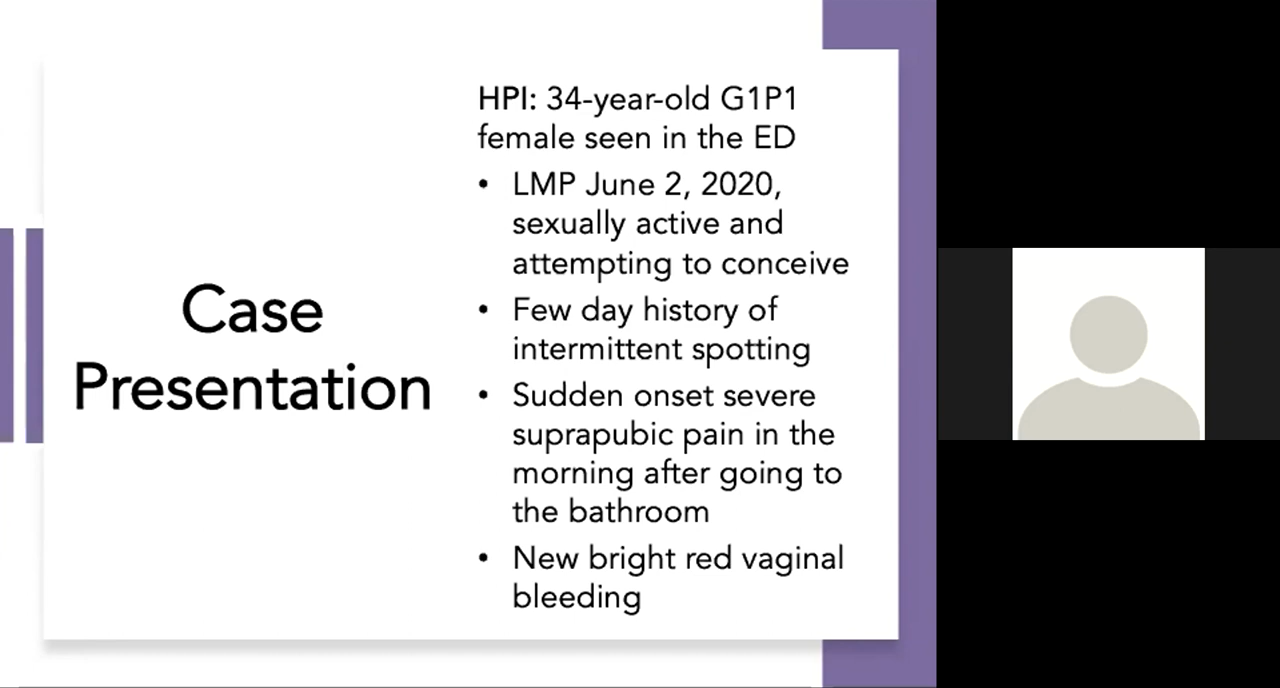 Case
Presentation
HPI: 34-year-old G1P1
female seen in the ED
• LMP June 2, 2020,
sexually active and
attempting to conceive
• Few day history of
intermittent spotting
• Sudden onset severe
suprapubic pain in the
morning after going to
the bathroom
• New bright red vaginal
bleeding